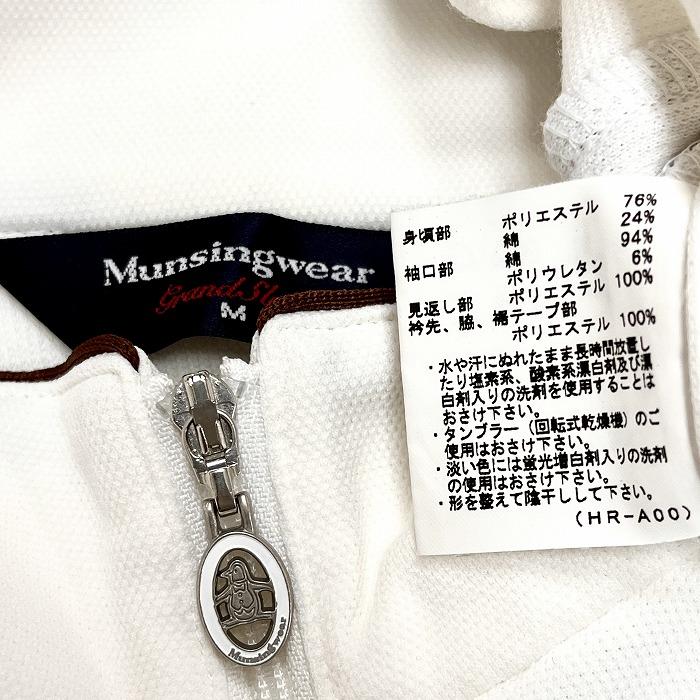 Munsingwear
Grand Sl
M
Munsingwear
身頃部 ポリエステル 76%
綿 24%
袖口部 綿 94%
ポリウレタン 6%
見返し部 ポリエステル 100%
衿先、脇、裾テープ部
ポリエステル 100%
・水や汗にぬれたまま長時間放置し
たり塩素系、酸素系漂白剤及び漂
白剤入りの洗剤を使用することは
おさけ下さい。
・タンブラー（回転式乾燥機）のご
使用はおさけ下さい。
・淡い色には蛍光増白剤入りの洗剤
の使用はおさけ下さい。
・形を整えて陰干しして下さい。
(HR-A00)